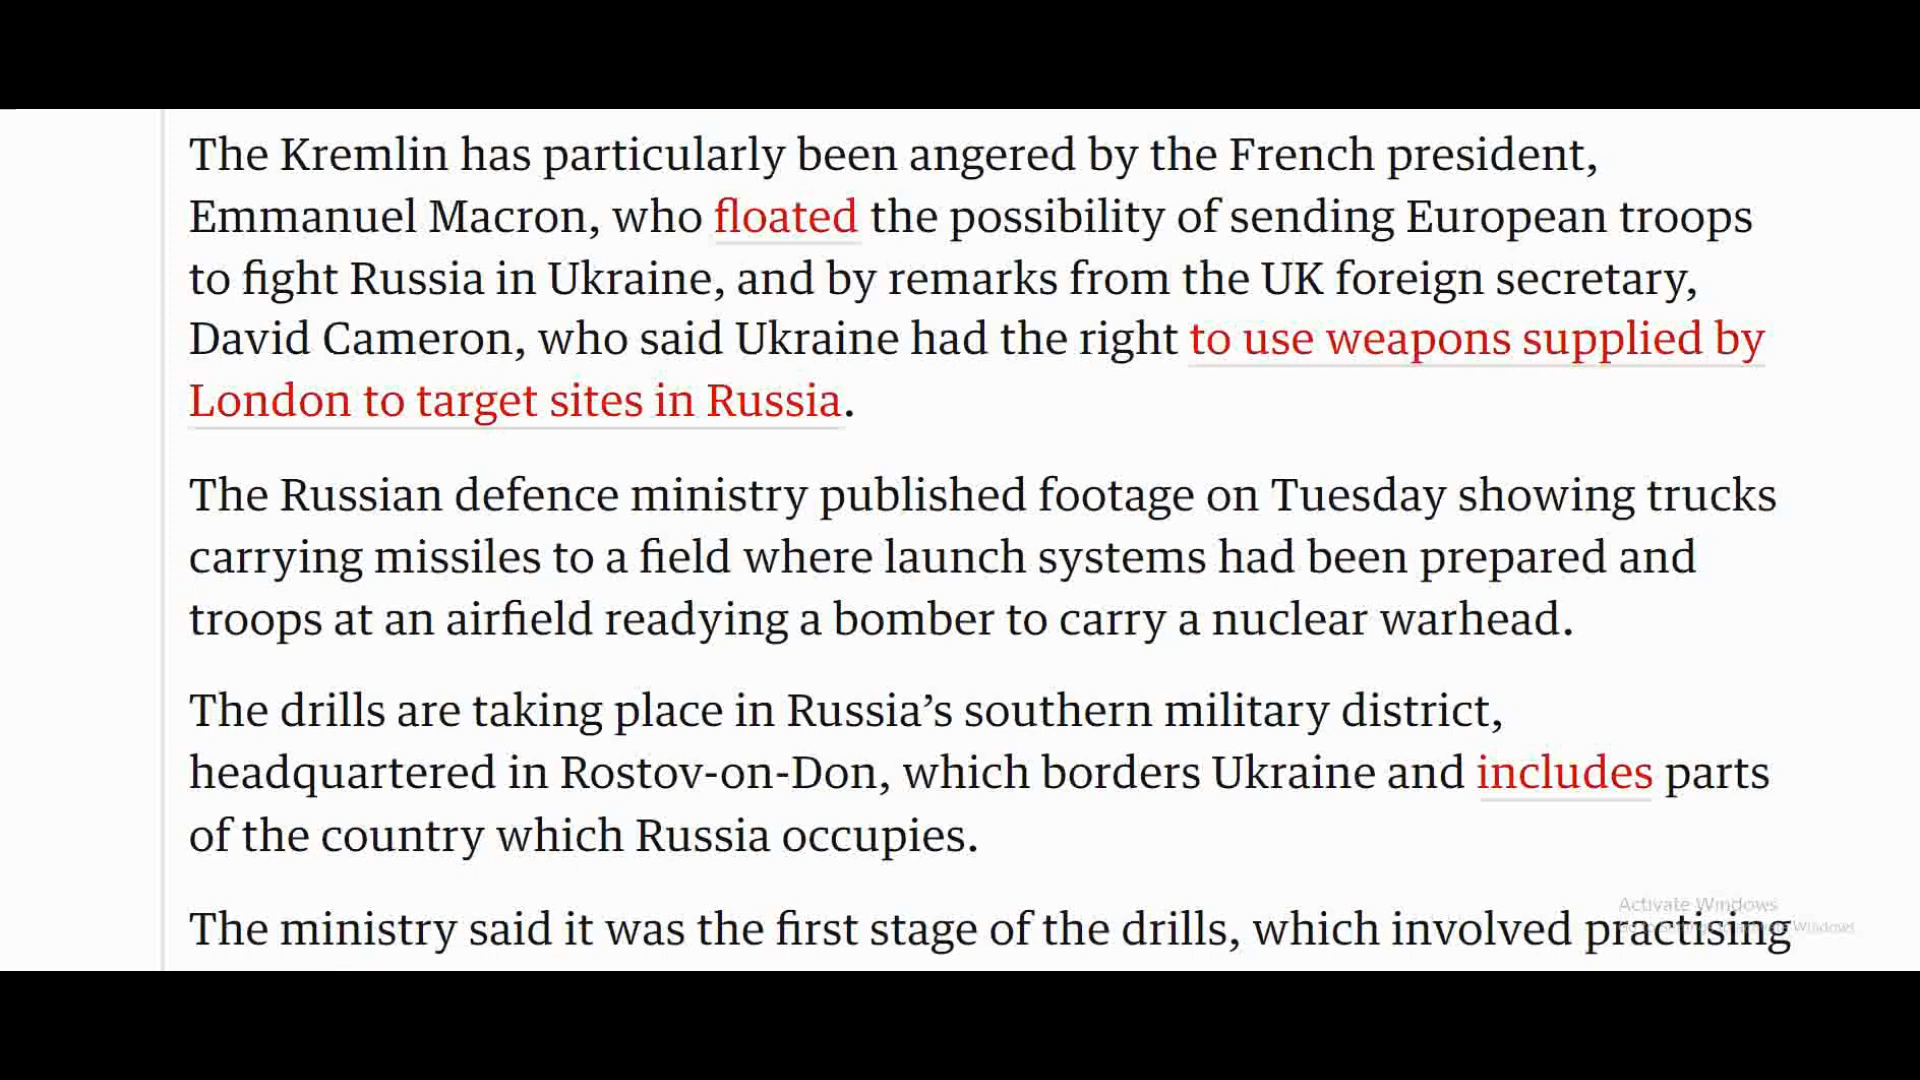 The Kremlin has particularly been angered by the French president,
Emmanuel Macron, who floated the possibility of sending European troops
to fight Russia in Ukraine, and by remarks from the UK foreign secretary,
David Cameron, who said Ukraine had the right to use weapons supplied by
London to target sites in Russia.
The Russian defence ministry published footage on Tuesday showing trucks
carrying missiles to a field where launch systems had been prepared and
troops at an airfield readying a bomber to carry a nuclear warhead.
The drills are taking place in Russia’s southern military district,
headquartered in Rostov-on-Don, which borders Ukraine and includes parts
of the country which Russia occupies.
Activate Windows
The ministry said it was the first stage of the drills, which involved practising
Go to Settings to activate Windows